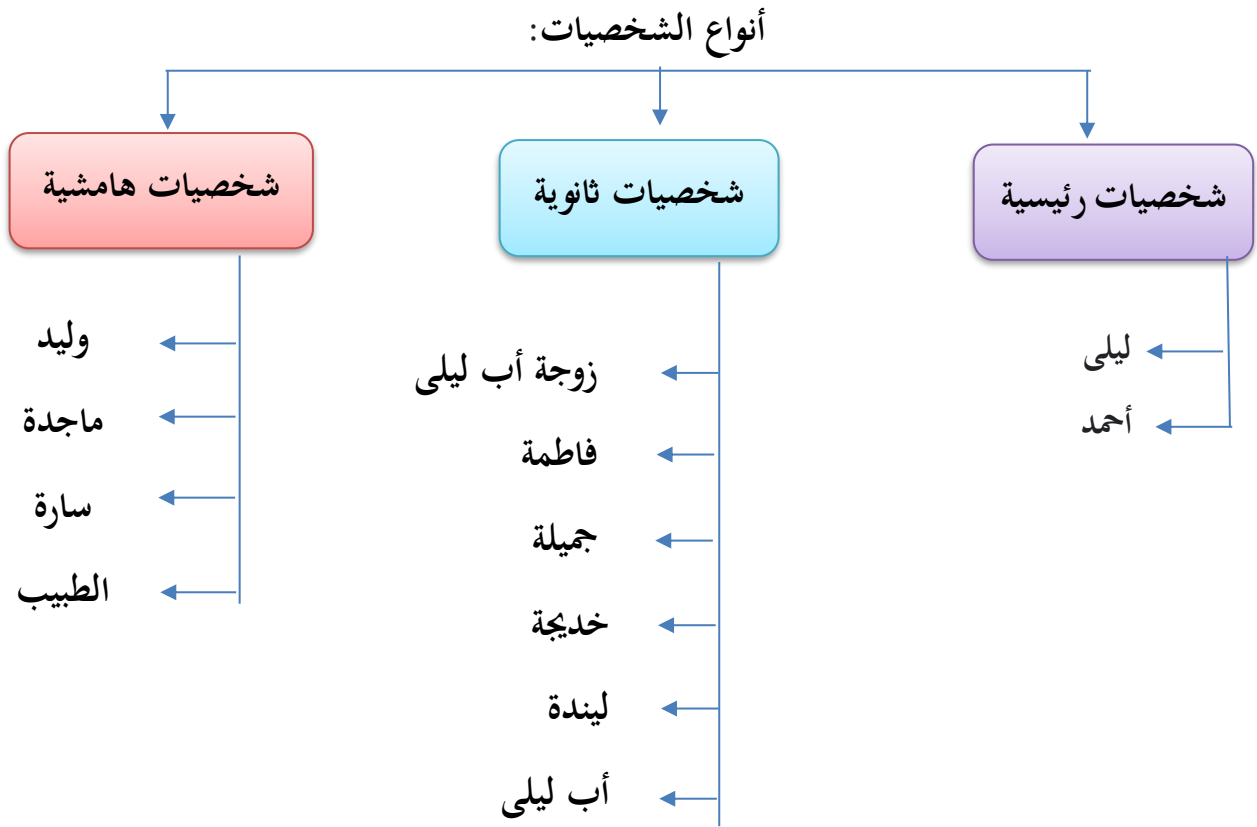 أنواع الشخصيات:
شخصيات رئيسية
ليلى
أحمد
شخصيات ثانوية
زوجة أب ليلى
فاطمة
جميلة
خديجة
ليندة
أب ليلى
شخصيات هامشية
وليد
ماجدة
سارة
الطبيب